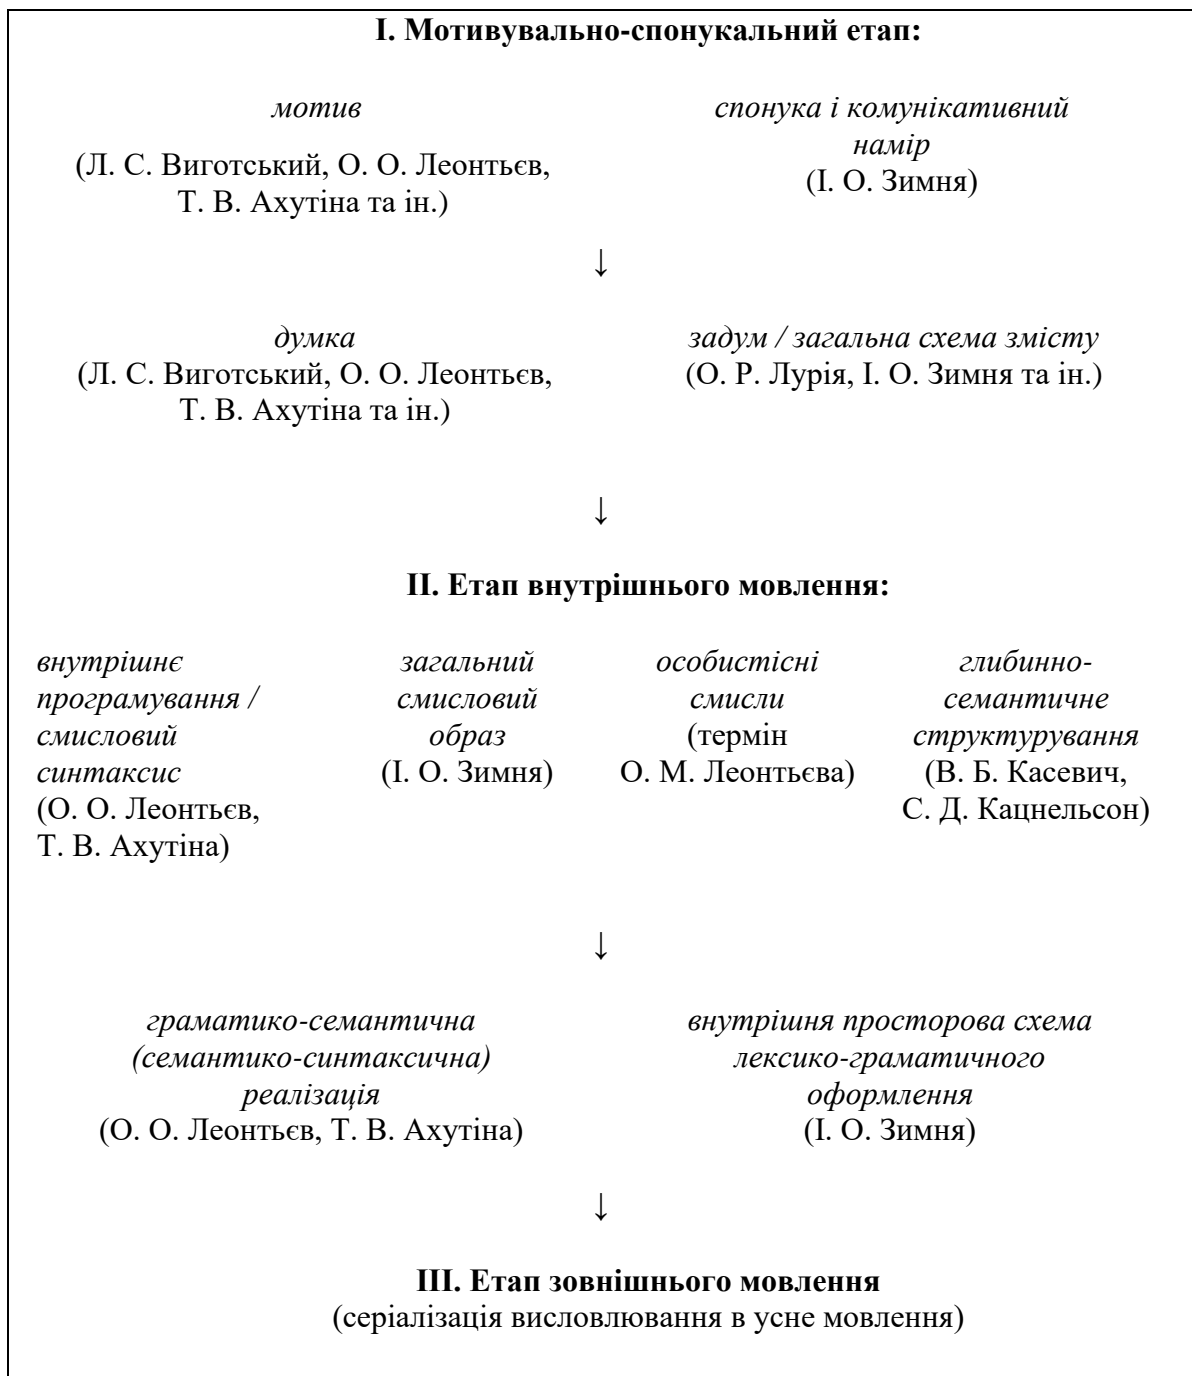 І. Мотивувально-спонукальний етап:
мотив
(Л. С. Виготський, О. О. Леонтьєв,
Т. В. Ахутіна та ін.)
спонука і комунікативний
намір
(І. О. Зимня)
↓
думка
(Л. С. Виготський, О. О. Леонтьєв,
Т. В. Ахутіна та ін.)
задум / загальна схема змісту
(О. Р. Лурія, І. О. Зимня та ін.)
↓
ІІ. Етап внутрішнього мовлення:
внутрішнє
програмування /
смисловий
синтаксис
(О. О. Леонтьєв,
Т. В. Ахутіна)
загальний
смисловий
образ
(І. О. Зимня)
особистісні
смисли
(термін
О. М. Леонтьєва)
глибинно-
семантичне
структурування
(В. Б. Касевич,
С. Д. Кацнельсон)
↓
граматико-семантична
(семантико-синтаксична)
реалізація
(О. О. Леонтьєв, Т. В. Ахутіна)
внутрішня просторова схема
лексико-граматичного
оформлення
(І. О. Зимня)
↓
ІІІ. Етап зовнішнього мовлення
(серіалізація висловлювання в усне мовлення)